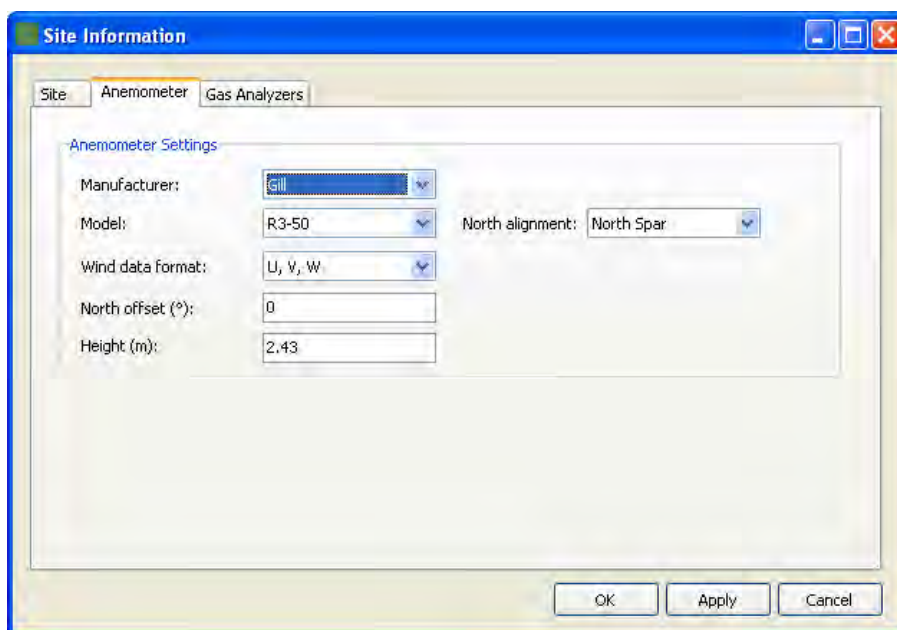 Site Information
Site Anemometer Gas Analyzers
Anemometer Settings
Manufacturer: Gill
Model: R3-50 North alignment: North Spar
Wind data format: U, V, W
North offset (°): 0
Height (m): 2.43
OK Apply Cancel